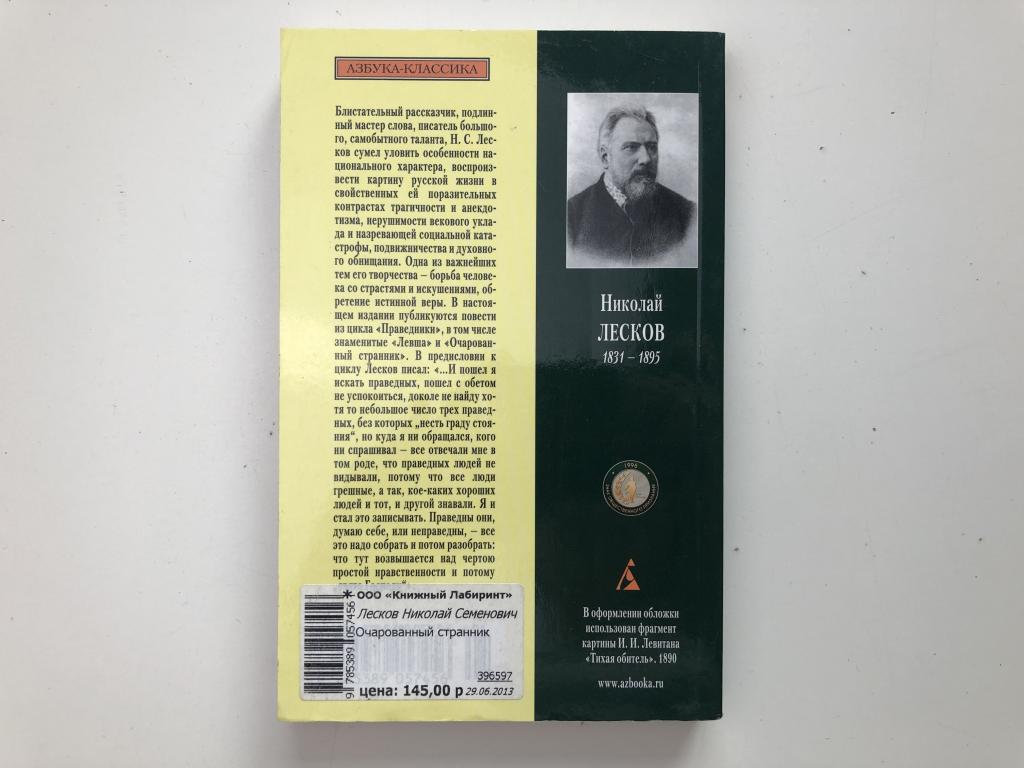 АЗБУКА-КЛАССИКА
Блистательный рассказчик, подлин-
ный мастер слова, писатель большо-
го, самобытного таланта, Н. С. Лес-
ков сумел уловить особенности на-
ционального характера, воспроиз-
вести картину русской жизни в
свойственных ей поразительных
контрастах трагичности и анекдо-
тизма, нерушимости векового укла-
да и назревающей социальной ката-
строфы, подвижничества и духовно-
го обнищания. Одна из важнейших
тем его творчества – борьба челове-
ка со страстями и искушениями, об-
ретение истинной веры. В настоя-
щем издании публикуются повести
из цикла «Праведники», в том числе
знаменитые «Левша» и «Очарован-
ный странник». В предисловии к
циклу Лесков писал: «...И пошел я
искать праведных, пошел с обетом
не успокоиться, доколе не найду хо-
тя то небольшое число трех правед-
ных, без которых „несть граду стоя-
ния“, но куда я ни обращался, кого
ни спрашивал – все отвечали мне в
том роде, что праведных людей не
видывали, потому что все люди
грешные, а так, кое-каких хороших
людей и тот, и другой знавали. Я и
стал это записывать. Праведны они,
думаю себе, или неправедны, – все
это надо собрать и потом разобрать:
что тут возвышается над чертою
простой нравственности и потому
ООО «Книжный Лабиринт»
Лесков Николай Семенович
Очарованный странник
396597
цена: 145,00 р 29.06.2013
9 785389 057456
Николай
ЛЕСКОВ
1831 – 1895
1996
В оформлении обложки
использован фрагмент
картины И. И. Левитана
«Тихая обитель». 1890
www.azbooka.ru